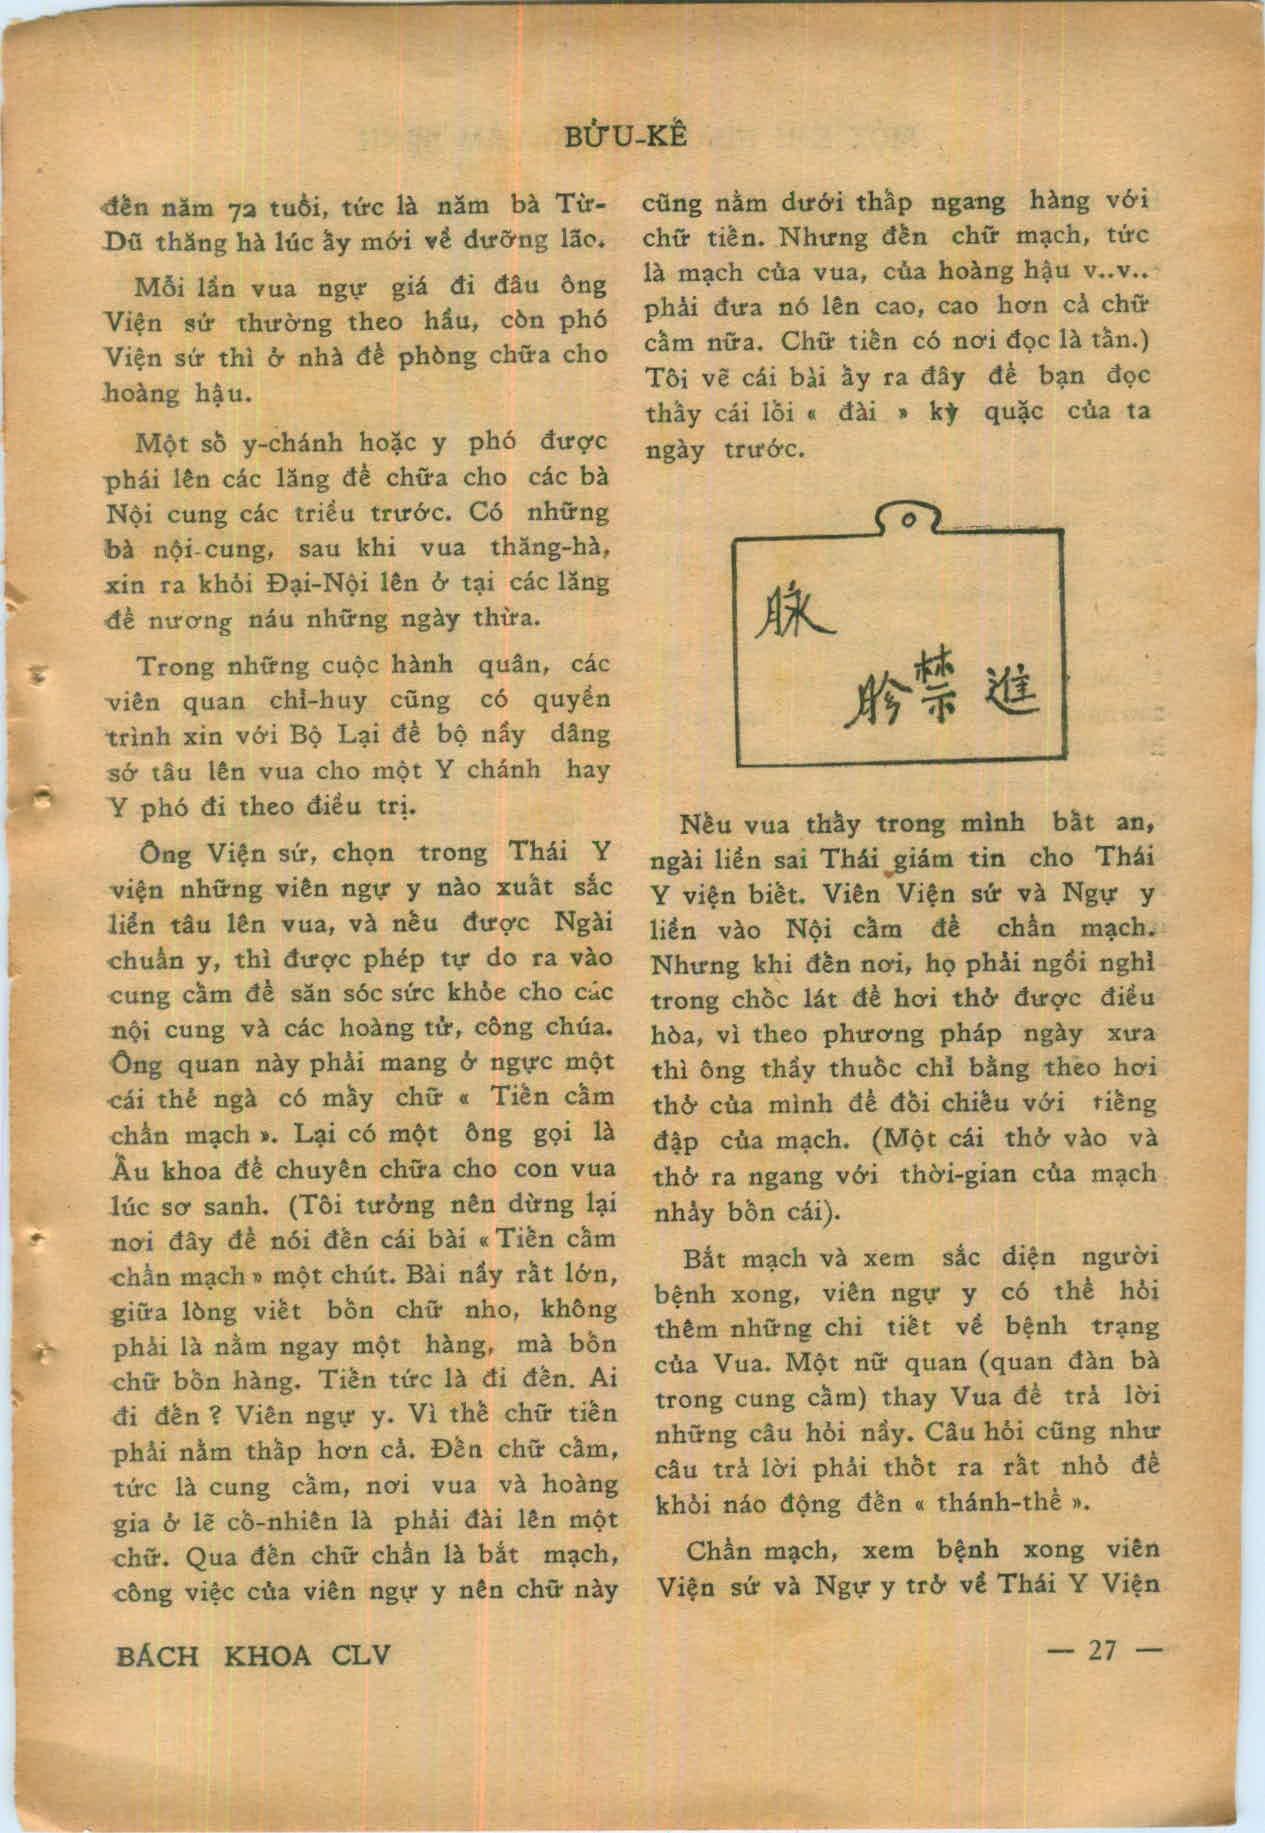 BỬU-KẾ
đến năm 72 tuổi, tức là năm bà Từ-
Dũ thăng hà lúc ấy mới về dưỡng lão.
Mỗi lần vua ngự giá đi đâu ông
Viện sứ thường theo hầu, còn phó
Viện sứ thì ở nhà để phòng chữa cho
hoàng hậu.
Một số y-chánh hoặc y phó được
phái lên các lăng để chữa cho các bà
Nội cung các triều trước. Có những
bà nội-cung, sau khi vua thăng-hà,
xin ra khỏi Đại-Nội lên ở tại các lăng
để nương náu những ngày thừa.
Trong những cuộc hành quân, các
viên quan chỉ-huy cũng có quyền
trình xin với Bộ Lại để bộ nầy dâng
sớ tâu lên vua cho một Y chánh hay
Y phó đi theo điều trị.
Ông Viện sứ, chọn trong Thái Y
viện những viên ngự y nào xuất sắc
liền tâu lên vua, và nếu được Ngài
chuẩn y, thì được phép tự do ra vào
cung cấm để săn sóc sức khỏe cho các
nội cung và các hoàng tử, công chúa.
Ông quan này phải mang ở ngực một
cái thẻ ngà có mấy chữ « Tiến cấm
chẩn mạch ». Lại có một ông gọi là
Ấu khoa để chuyên chữa cho con vua
lúc sơ sanh. (Tôi tưởng nên dừng lại
nơi đây để nói đến cái bài « Tiến cấm
chẩn mạch » một chút. Bài nầy rất lớn,
giữa lòng viết bốn chữ nho, không
phải là nằm ngay một hàng, mà bốn
chữ bốn hàng. Tiến tức là đi đến. Ai
đi đến ? Viên ngự y. Vì thế chữ tiến
phải nằm thấp hơn cả. Đến chữ cấm,
tức là cung cấm, nơi vua và hoàng
gia ở lẽ cố-nhiên là phải đài lên một
chữ. Qua đến chữ chẩn là bắt mạch,
công việc của viên ngự y nên chữ này
cũng nằm dưới thấp ngang hàng với
chữ tiến. Nhưng đến chữ mạch, tức
là mạch của vua, của hoàng hậu v..v..
phải đưa nó lên cao, cao hơn cả chữ
cấm nữa. Chữ tiến có nơi đọc là tấn.)
Tôi vẽ cái bài ấy ra đây để bạn đọc
thấy cái lối « đài » kỳ quặc của ta
ngày trước.
脉
胗禁進
Nếu vua thấy trong mình bất an,
ngài liền sai Thái giám tin cho Thái
Y viện biết. Viên Viện sứ và Ngự y
liền vào Nội cấm để chẩn mạch.
Nhưng khi đến nơi, họ phải ngồi nghỉ
trong chốc lát để hơi thở được điều
hòa, vì theo phương pháp ngày xưa
thì ông thầy thuốc chỉ bằng theo hơi
thở của mình để đối chiếu với tiếng
đập của mạch. (Một cái thở vào và
thở ra ngang với thời-gian của mạch
nhảy bốn cái).
Bắt mạch và xem sắc diện người
bệnh xong, viên ngự y có thể hỏi
thêm những chi tiết về bệnh trạng
của Vua. Một nữ quan (quan đàn bà
trong cung cấm) thay Vua để trả lời
những câu hỏi nầy. Câu hỏi cũng như
câu trả lời phải thốt ra rất nhỏ để
khỏi náo động đến « thánh-thể ».
Chẩn mạch, xem bệnh xong viên
Viện sứ và Ngự y trở về Thái Y Viện
BÁCH KHOA CLV
— 27 —